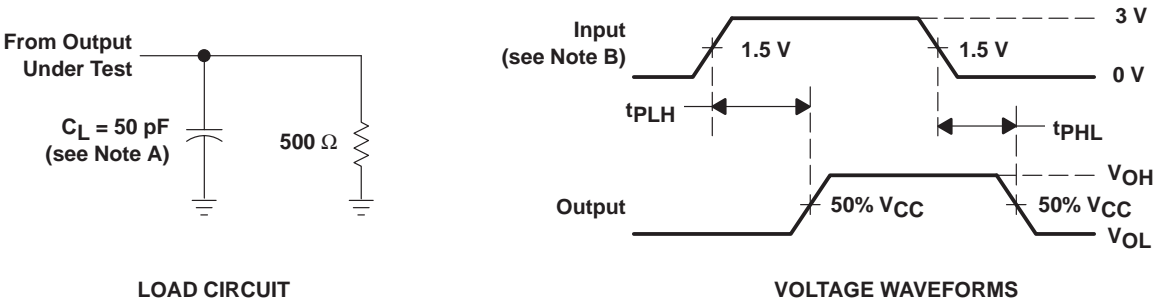 From Output
Under Test
CL = 50 pF
(see Note A)
500 Ω
LOAD CIRCUIT
Input
(see Note B)
1.5 V
1.5 V
3 V
0 V
tPLH
tPHL
Output
50% VCC
50% VCC
VOH
VOL
VOLTAGE WAVEFORMS